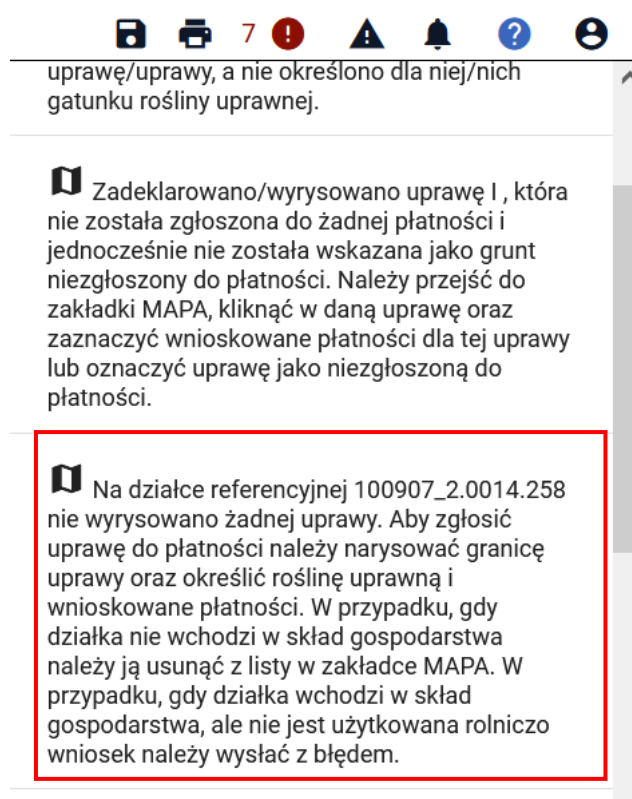 7
uprawę/uprawy, a nie określono dla niej/nich
gatunku rośliny uprawnej.
Zadeklarowano/wyrysowano uprawę I , która
nie została zgłoszona do żadnej płatności i
jednocześnie nie została wskazana jako grunt
niezgłoszony do płatności. Należy przejść do
zakładki MAPA, kliknąć w daną uprawę oraz
zaznaczyć wnioskowane płatności dla tej uprawy
lub oznaczyć uprawę jako niezgłoszoną do
płatności.
Na działce referencyjnej 100907_2.0014.258
nie wyrysowano żadnej uprawy. Aby zgłosić
uprawę do płatności należy narysować granicę
uprawy oraz określić roślinę uprawną i
wnioskowane płatności. W przypadku, gdy
działka nie wchodzi w skład gospodarstwa
należy ją usunąć z listy w zakładce MAPA. W
przypadku, gdy działka wchodzi w skład
gospodarstwa, ale nie jest użytkowana rolniczo
wniosek należy wysłać z błędem.